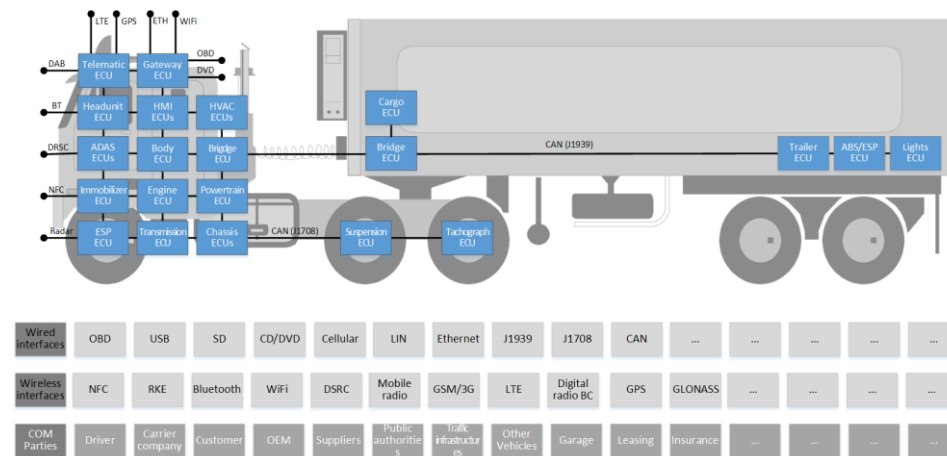 LTE GPS ETH WiFi
OBD
DAB
Telematic
ECU
Gateway
ECU
DVD
BT
Headunit
ECU
HMI
ECUs
HVAC
ECUs
Cargo
ECU
DRSC
ADAS
ECUs
Body
ECU
Brigdge
ECU
Bridge
ECU
CAN (J1939)
Trailer
ECU
ABS/ESP
ECU
Lights
ECU
NFC
Immobilizer
ECU
Engine
ECU
Powertrain
ECU
Radar
ESP
ECU
Transmission
ECU
Chassis
ECUs
CAN (J1708)
Suspension
ECU
Tachograph
ECU
Wired
interfaces
OBD
USB
SD
CD/DVD
Cellular
LIN
Ethernet
J1939
J1708
CAN
...
...
...
...
...
Wireless
interfaces
NFC
RKE
Bluetooth
WiFi
DSRC
Mobile
radio
GSM/3G
LTE
Digital
radio BC
GPS
GLONASS
...
...
...
...
COM
Parties
Driver
Carrier
company
Customer
OEM
Suppliers
Public
authoritie
s
Traffic
infrastructur
es
Other
Vehicles
Garage
Leasing
Insurance
...
...
...
...